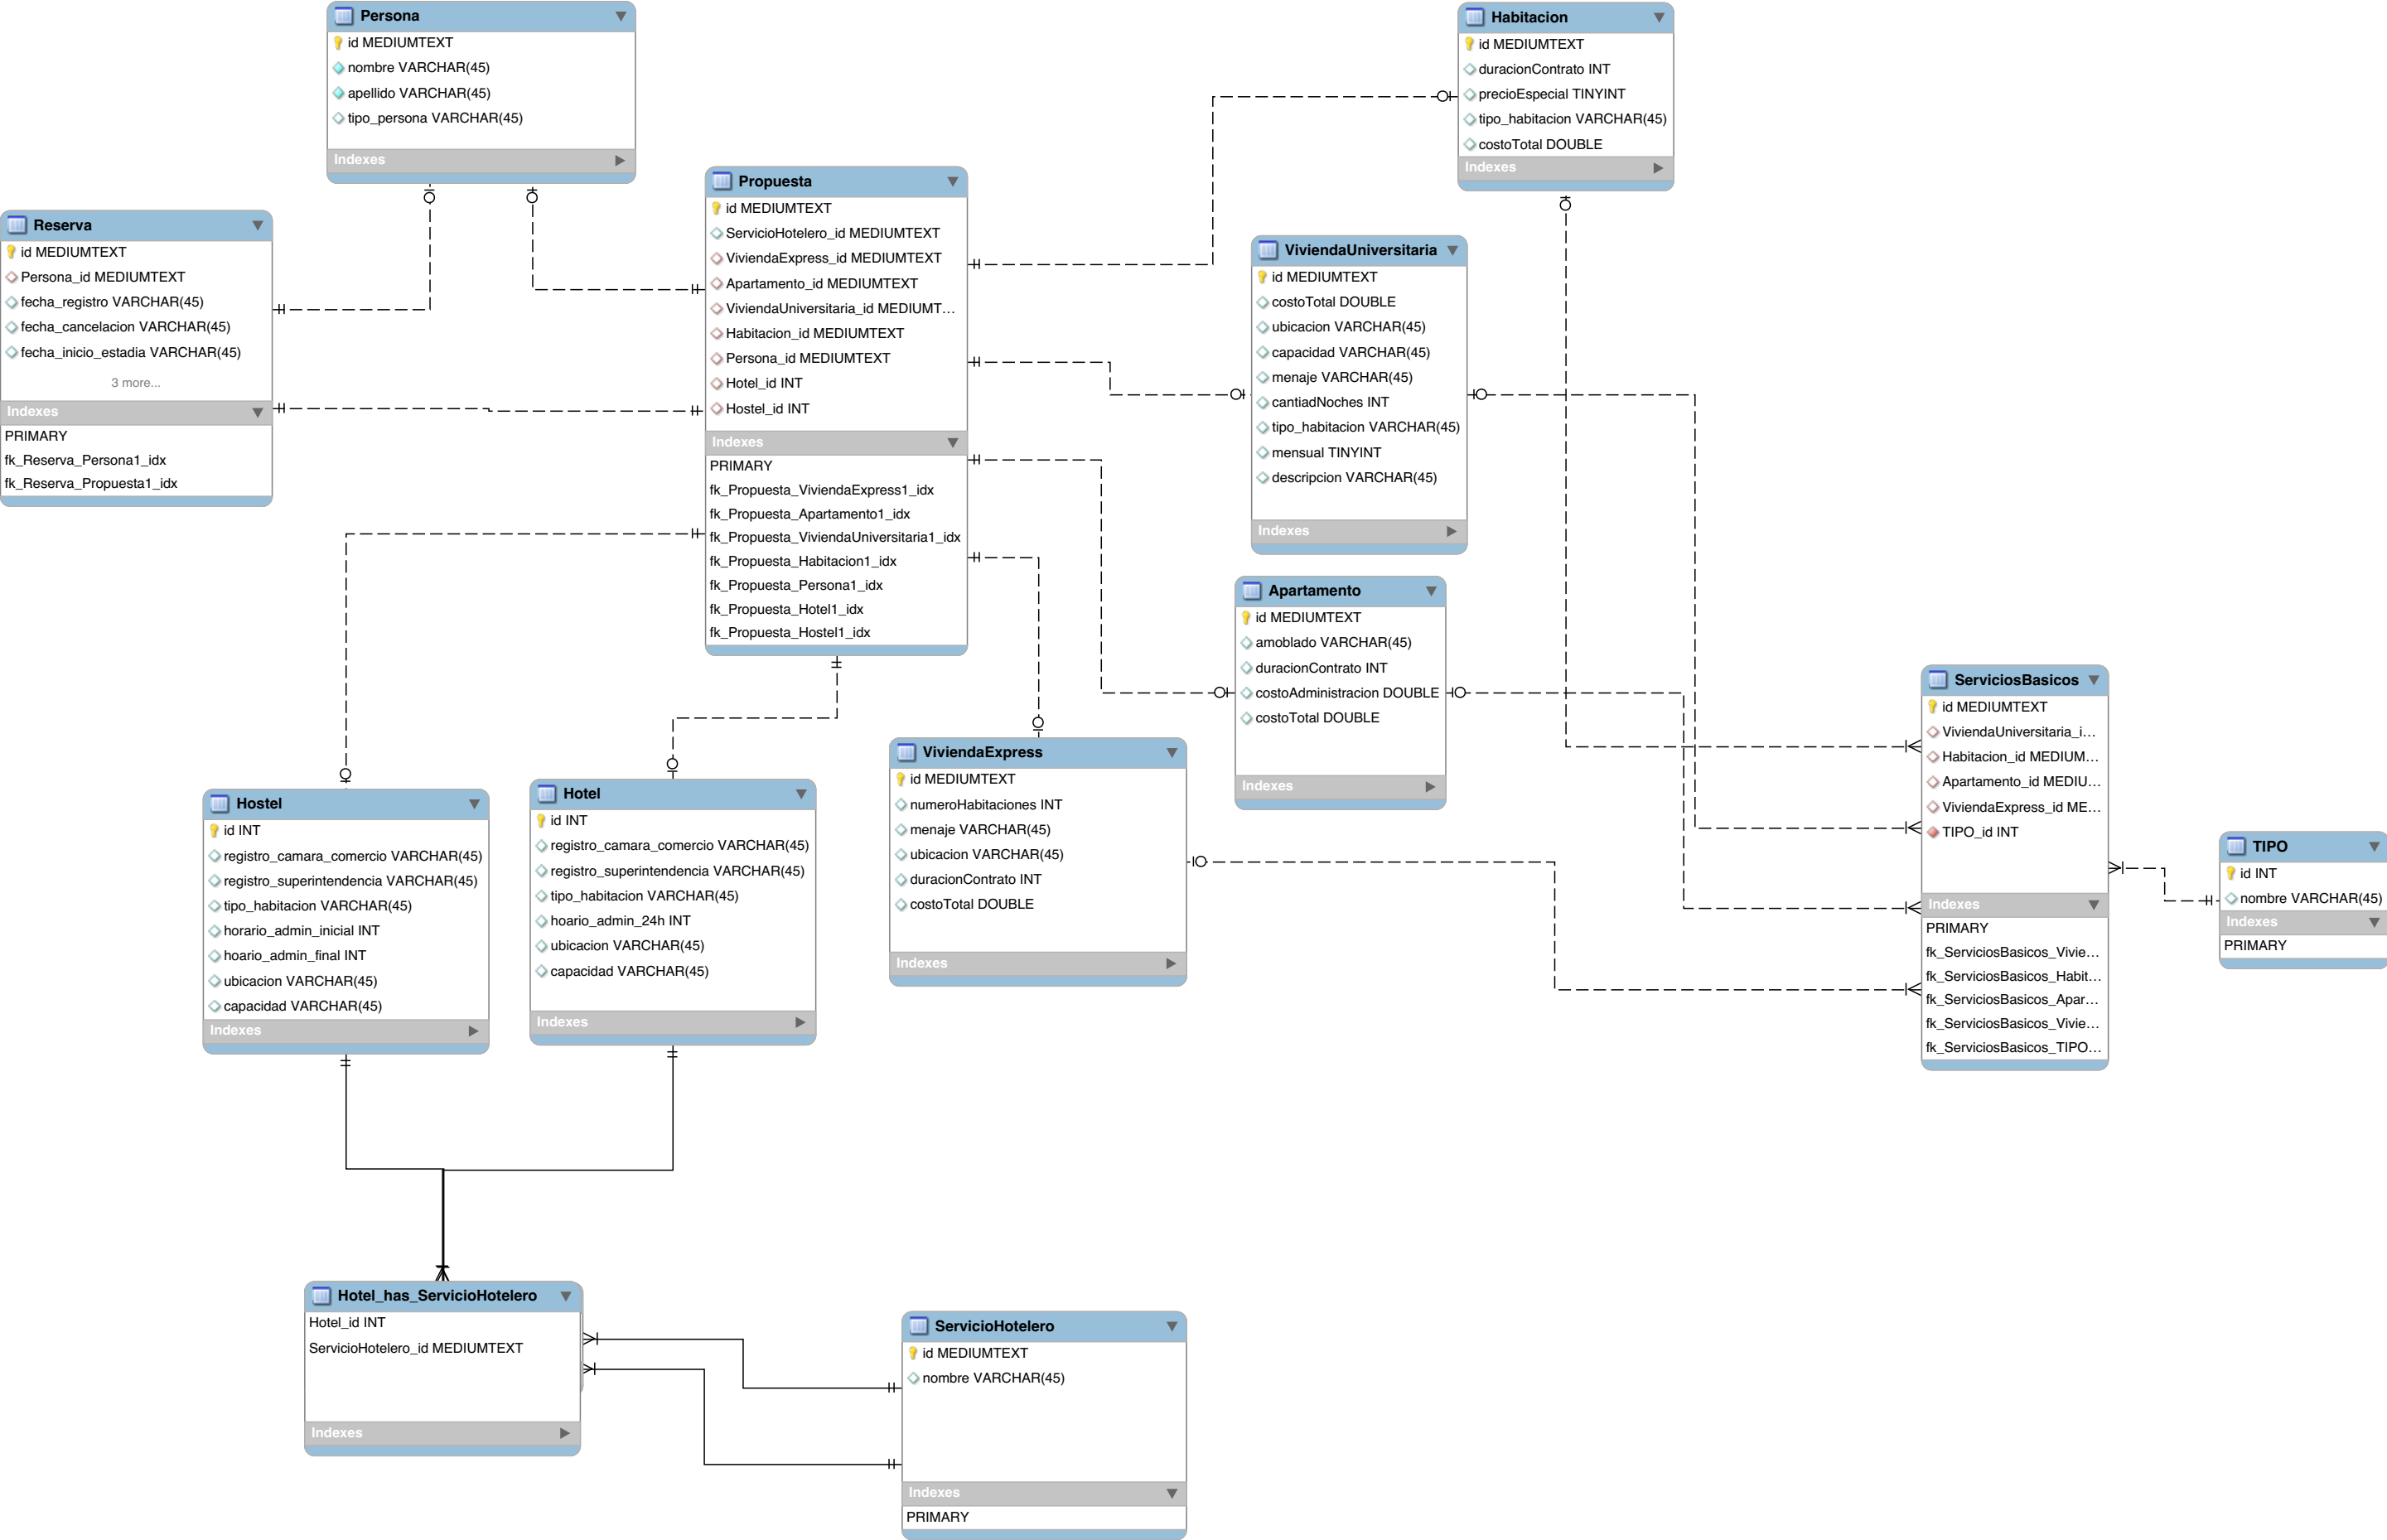 Persona
id MEDIUMTEXT
nombre VARCHAR(45)
apellido VARCHAR(45)
tipo_persona VARCHAR(45)
Indexes
Habitacion
id MEDIUMTEXT
duracionContrato INT
precioEspecial TINYINT
tipo_habitacion VARCHAR(45)
costoTotal DOUBLE
Indexes
Reserva
id MEDIUMTEXT
Persona_id MEDIUMTEXT
fecha_registro VARCHAR(45)
fecha_cancelacion VARCHAR(45)
fecha_inicio_estadia VARCHAR(45)
3 more...
Indexes
PRIMARY
fk_Reserva_Persona1_idx
fk_Reserva_Propuesta1_idx
Propuesta
id MEDIUMTEXT
ServicioHotelero_id MEDIUMTEXT
ViviendaExpress_id MEDIUMTEXT
Apartamento_id MEDIUMTEXT
ViviendaUniversitaria_id MEDIUMT...
Habitacion_id MEDIUMTEXT
Persona_id MEDIUMTEXT
Hotel_id INT
Hostel_id INT
Indexes
PRIMARY
fk_Propuesta_ViviendaExpress1_idx
fk_Propuesta_Apartamento1_idx
fk_Propuesta_ViviendaUniversitaria1_idx
fk_Propuesta_Habitacion1_idx
fk_Propuesta_Persona1_idx
fk_Propuesta_Hotel1_idx
fk_Propuesta_Hostel1_idx
ViviendaUniversitaria
id MEDIUMTEXT
costoTotal DOUBLE
ubicacion VARCHAR(45)
capacidad VARCHAR(45)
menaje VARCHAR(45)
cantiadNoches INT
tipo_habitacion VARCHAR(45)
mensual TINYINT
descripcion VARCHAR(45)
Indexes
Apartamento
id MEDIUMTEXT
amoblado VARCHAR(45)
duracionContrato INT
costoAdministracion DOUBLE
costoTotal DOUBLE
Indexes
ServiciosBasicos
id MEDIUMTEXT
ViviendaUniversitaria_i...
Habitacion_id MEDIUM...
Apartamento_id MEDIU...
ViviendaExpress_id ME...
TIPO_id INT
Indexes
PRIMARY
fk_ServiciosBasicos_Vivie...
fk_ServiciosBasicos_Habit...
fk_ServiciosBasicos_Apar...
fk_ServiciosBasicos_Vivie...
fk_ServiciosBasicos_TIPO...
TIPO
id INT
nombre VARCHAR(45)
Indexes
PRIMARY
ViviendaExpress
id MEDIUMTEXT
numeroHabitaciones INT
menaje VARCHAR(45)
ubicacion VARCHAR(45)
duracionContrato INT
costoTotal DOUBLE
Indexes
Hostel
id INT
registro_camara_comercio VARCHAR(45)
registro_superintendencia VARCHAR(45)
tipo_habitacion VARCHAR(45)
horario_admin_inicial INT
hoario_admin_final INT
ubicacion VARCHAR(45)
capacidad VARCHAR(45)
Indexes
Hotel
id INT
registro_camara_comercio VARCHAR(45)
registro_superintendencia VARCHAR(45)
tipo_habitacion VARCHAR(45)
hoario_admin_24h INT
ubicacion VARCHAR(45)
capacidad VARCHAR(45)
Indexes
Hotel_has_ServicioHotelero
Hotel_id INT
ServicioHotelero_id MEDIUMTEXT
Indexes
ServicioHotelero
id MEDIUMTEXT
nombre VARCHAR(45)
Indexes
PRIMARY